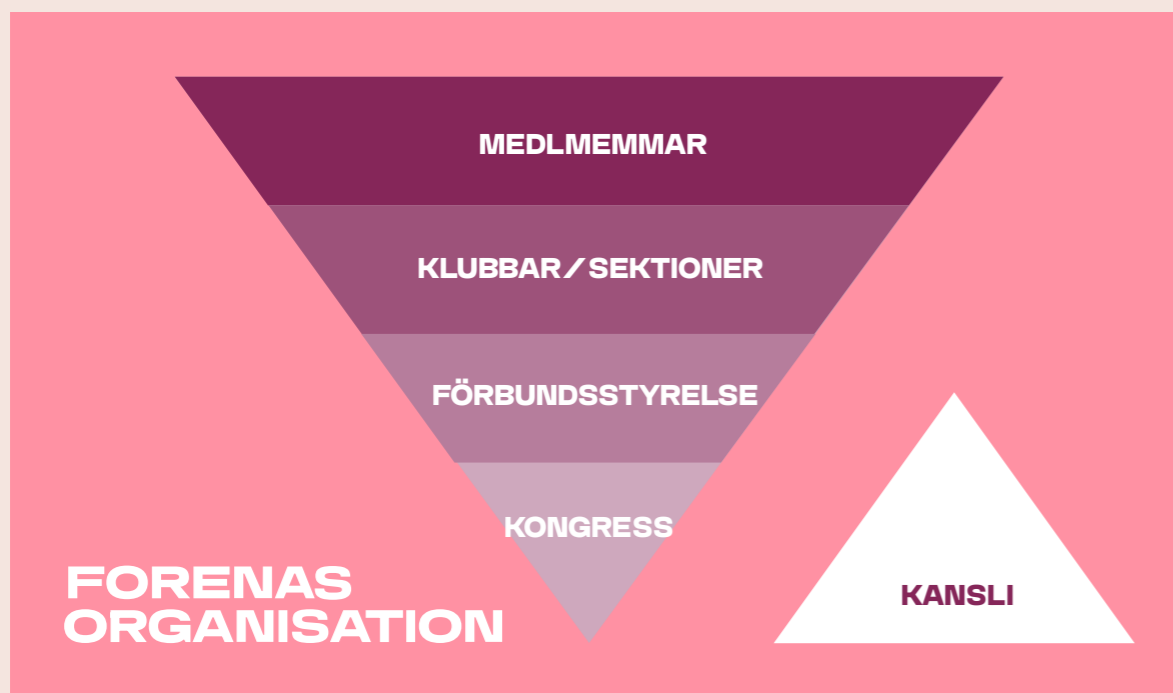 MEDLMEMMAR
KLUBBAR/SEKTIONER
FÖRBUNDSSTYRELSE
KONGRESS
FORENAS
ORGANISATION
KANSLI